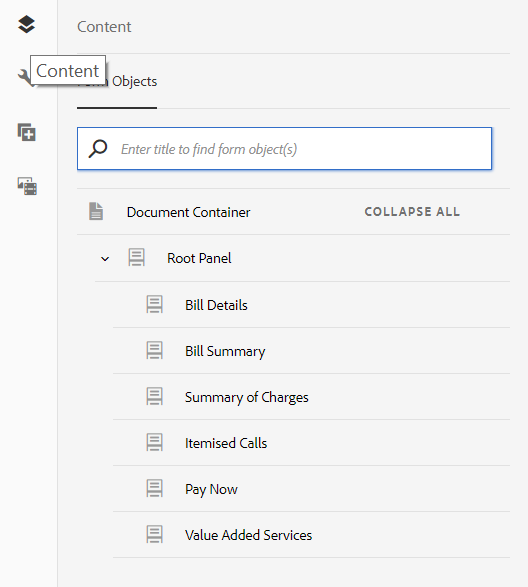 Content
Content
Form Objects
Enter title to find form object(s)
Document Container COLLAPSE ALL
Root Panel
Bill Details
Bill Summary
Summary of Charges
Itemised Calls
Pay Now
Value Added Services